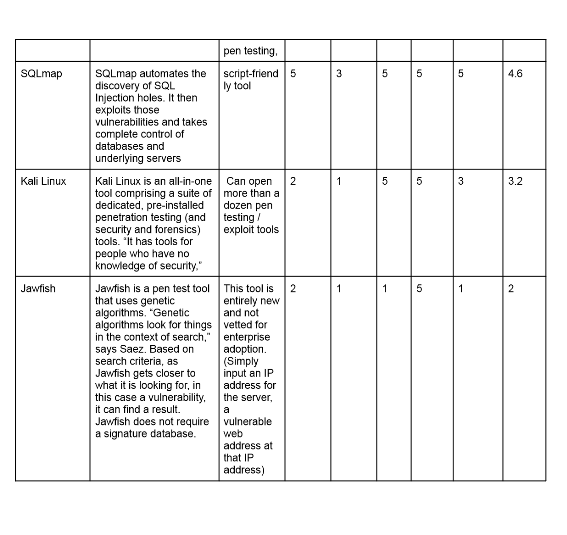 pen testing,
SQLmap
SQLmap automates the
discovery of SQL
Injection holes. It then
exploits those
vulnerabilities and takes
complete control of
databases and
underlying servers
script-friend
ly tool
5
3
5
5
5
4.6
Kali Linux
Kali Linux is an all-in-one
tool comprising a suite of
dedicated, pre-installed
penetration testing (and
security and forensics)
tools. “It has tools for
people who have no
knowledge of security,”
Can open
more than a
dozen pen
testing /
exploit tools
2
1
5
5
3
3.2
Jawfish
Jawfish is a pen test tool
that uses genetic
algorithms. “Genetic
algorithms look for things
in the context of search,”
says Saez. Based on
search criteria, as
Jawfish gets closer to
what it is looking for, in
this case a vulnerability,
it can find a result.
Jawfish does not require
a signature database.
This tool is
entirely new
and not
vetted for
enterprise
adoption.
(Simply
input an IP
address for
the server,
a
vulnerable
web
address at
that IP
address)
2
1
1
5
1
2